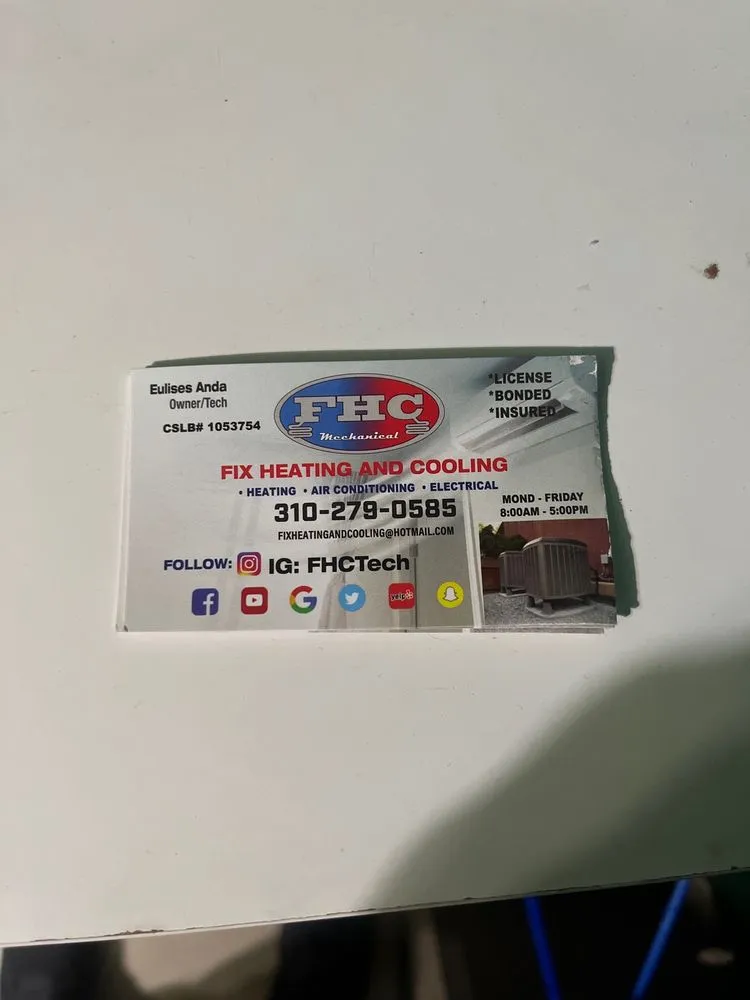 Eulises Anda
Owner/Tech
CSLB# 1053754
FHC
Mechanical
*LICENSE
*BONDED
*INSURED
FIX HEATING AND COOLING
• HEATING • AIR CONDITIONING • ELECTRICAL
310-279-0585
FIXHEATINGANDCOOLING@HOTMAIL.COM
MOND - FRIDAY
8:00AM - 5:00PM
FOLLOW: IG: FHCTech
yelp